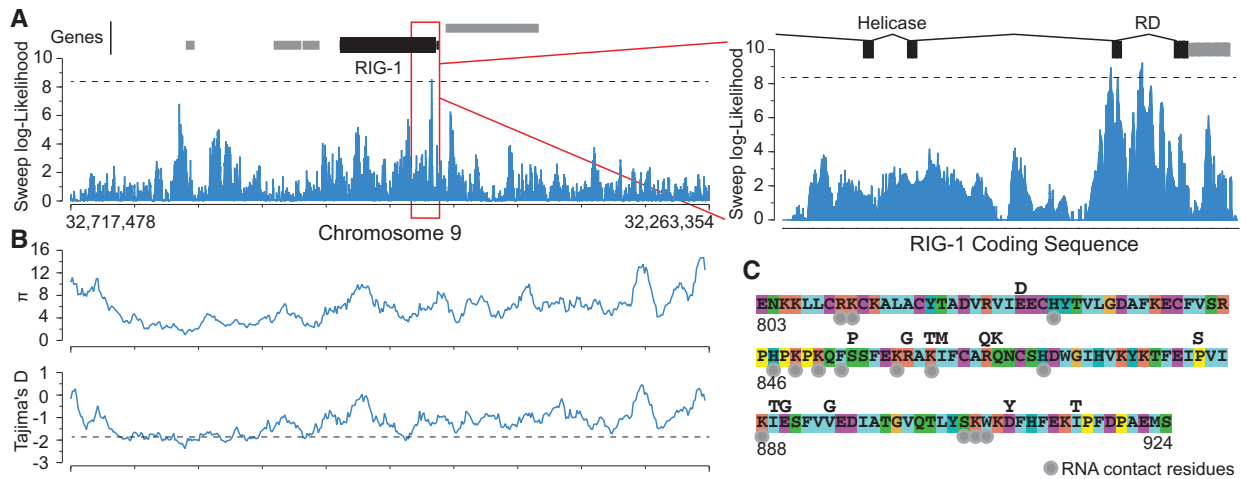 A
Genes
RIG-1
Sweep log-Likelihood
10
8
6
4
2
0
32,717,478
32,263,354
Chromosome 9
Helicase
RD
Sweep log-Likelihood
10
8
6
4
2
0
RIG-1 Coding Sequence
B
π
16
12
8
4
0
Tajima's D
1
0
-1
-2
-3
C
D
ENKKLLCRKCKALACYTADVRVIEECHYTVLGDAFKECFVSR
803
P G TM QK S
PHPKPKQFSSFEKRAKIFCARQNCSHDWGIHVKYKTFEIPVI
846
TG G Y T
KIESFVVEDIATGVQTLYSKWKDFHFEKIPFDPAEMS
888 924
RNA contact residues